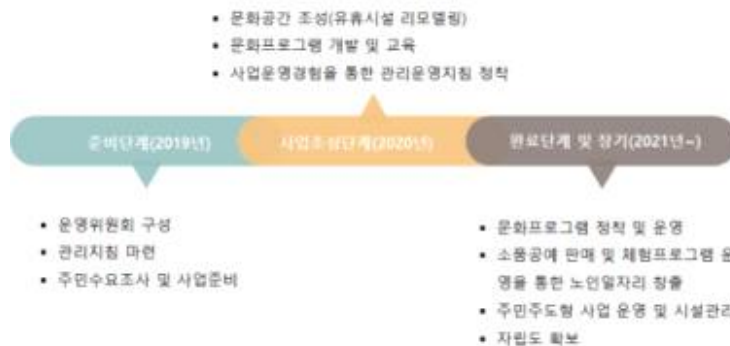 • 문화공간 조성(유휴시설 리모델링)
• 문화프로그램 개발 및 교육
• 사업운영경험을 통한 관리운영지침 정착
준비단계(2019년)
사업조성단계(2020년)
완료단계 및 장기(2021년~)
• 운영위원회 구성
• 관리지침 마련
• 주민수요조사 및 사업준비
• 문화프로그램 정착 및 운영
• 소품공예 판매 및 체험프로그램 운
영을 통한 노인일자리 창출
• 주민주도형 사업 운영 및 시설관리
• 자립도 확보